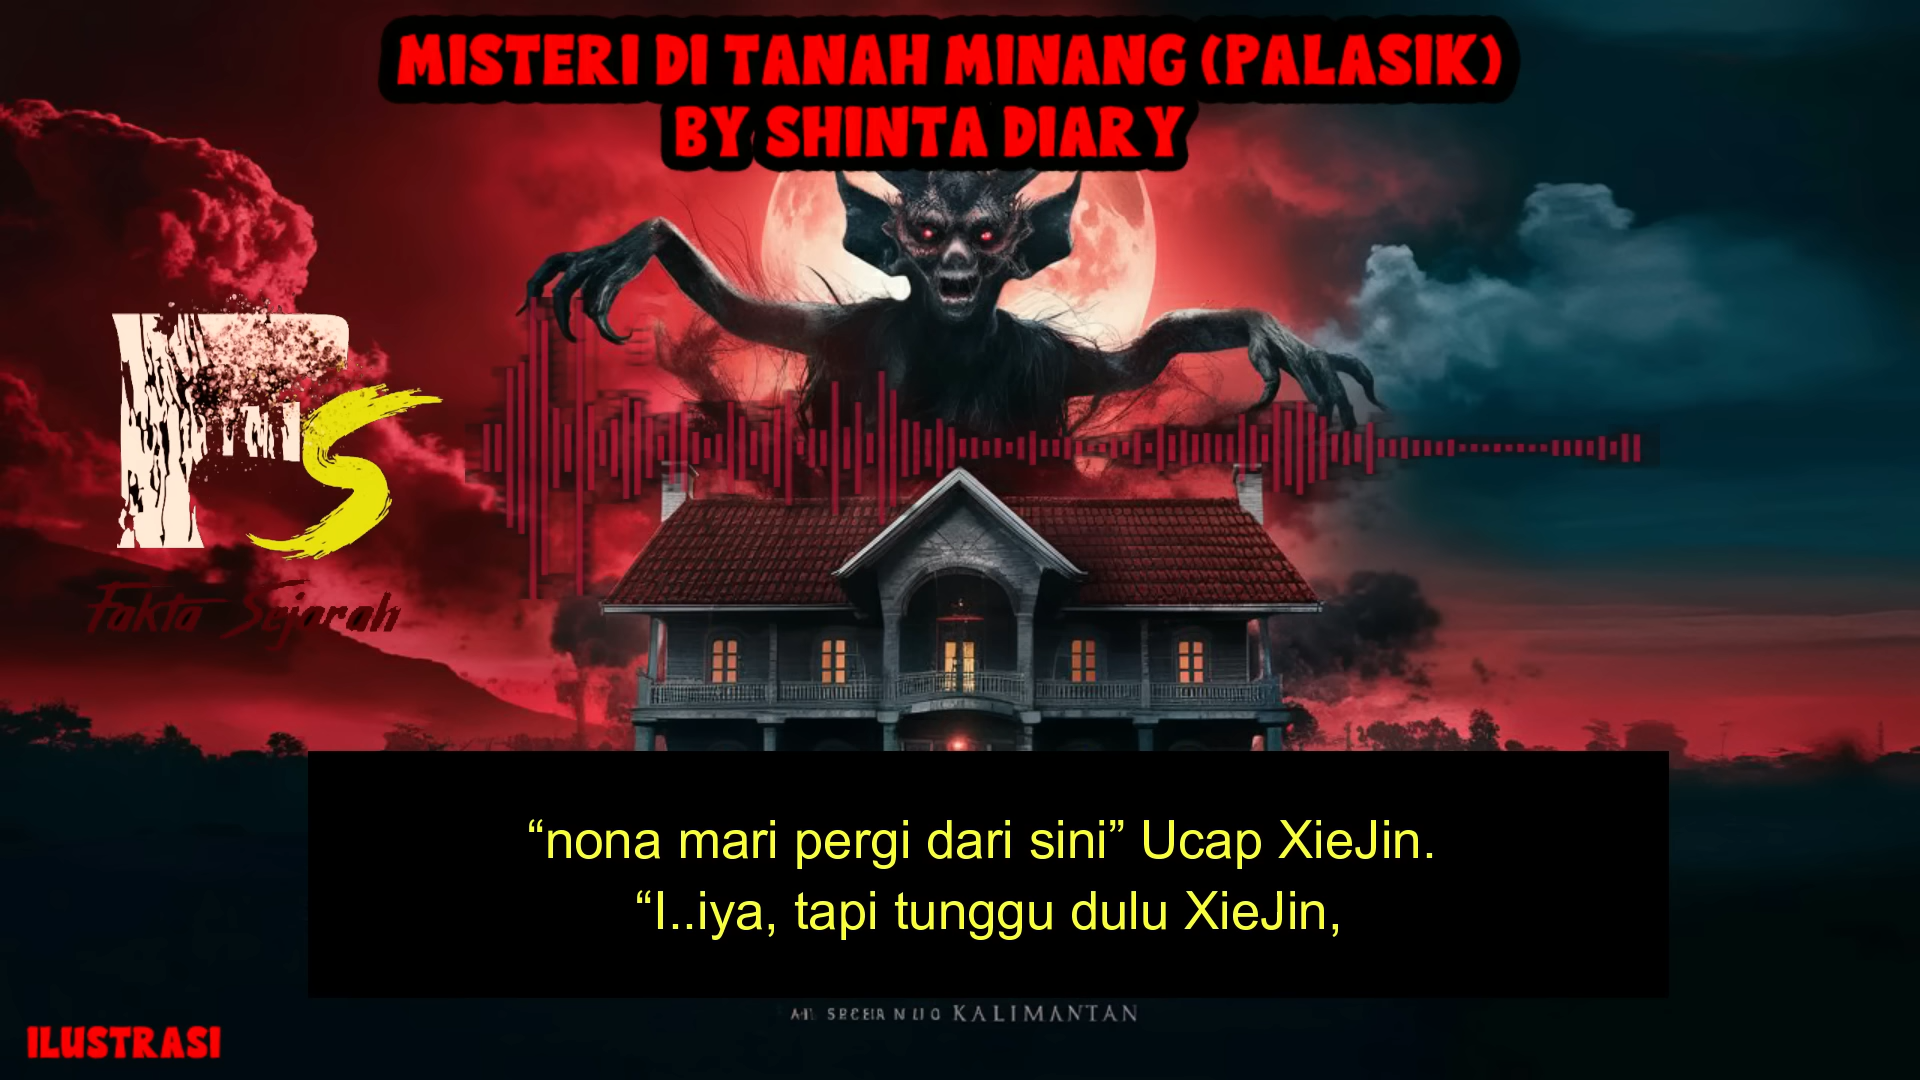 MISTERI DI TANAH MINANG (PALASIK)
BY SHINTA DIARY
FS
Fakta Sejarah
“nona mari pergi dari sini” Ucap XieJin.
“I..iya, tapi tunggu dulu XieJin,
KALIMANTAN
ILUSTRASI